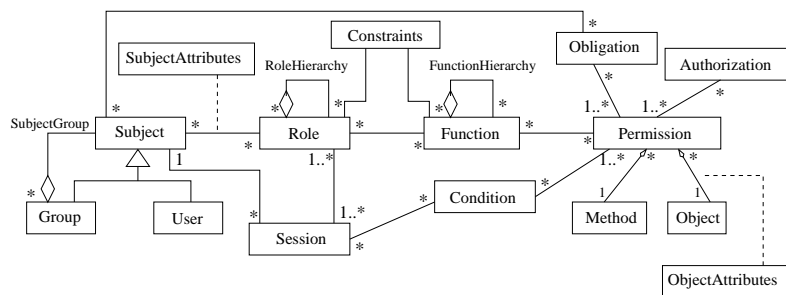 Constraints
SubjectAttributes
RoleHierarchy
FunctionHierarchy
Obligation
Authorization
*
*
*
*
*
*
1..*
1..*
SubjectGroup
Subject
*
*
Role
*
*
Function
*
*
Permission
1
1..*
1..*
*
*
*
Group
User
*
1..*
*
Condition
*
1
Method
1
Object
Session
*
ObjectAttributes